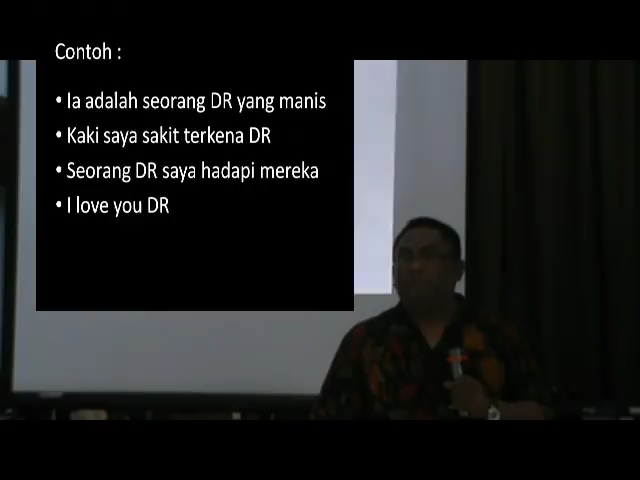 Contoh :
• Ia adalah seorang DR yang manis
• Kaki saya sakit terkena DR
• Seorang DR saya hadapi mereka
• I love you DR